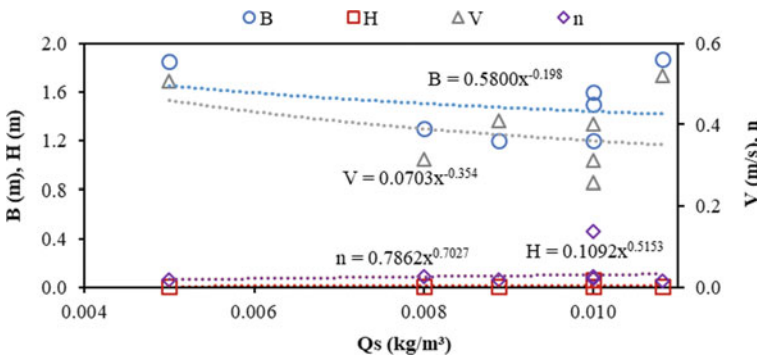 B H V n
2.0
1.6
1.2
0.8
0.4
0.0
0.6
0.4
0.2
0.0
B (m), H (m)
V (m/s), n
B = 0.5800x^-0.198
V = 0.0703x^-0.354
n = 0.7862x^0.7027
H = 0.1092x^0.5153
0.004 0.006 0.008 0.010
Qs (kg/m³)